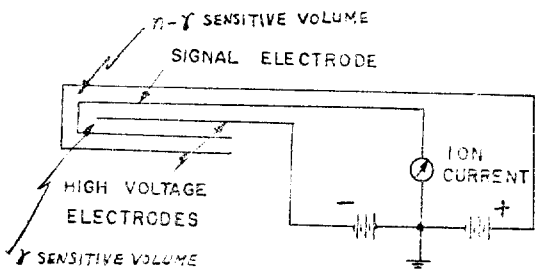 n-γ SENSITIVE VOLUME
SIGNAL ELECTRODE
ION
CURRENT
HIGH VOLTAGE
ELECTRODES
- +
γ SENSITIVE VOLUME